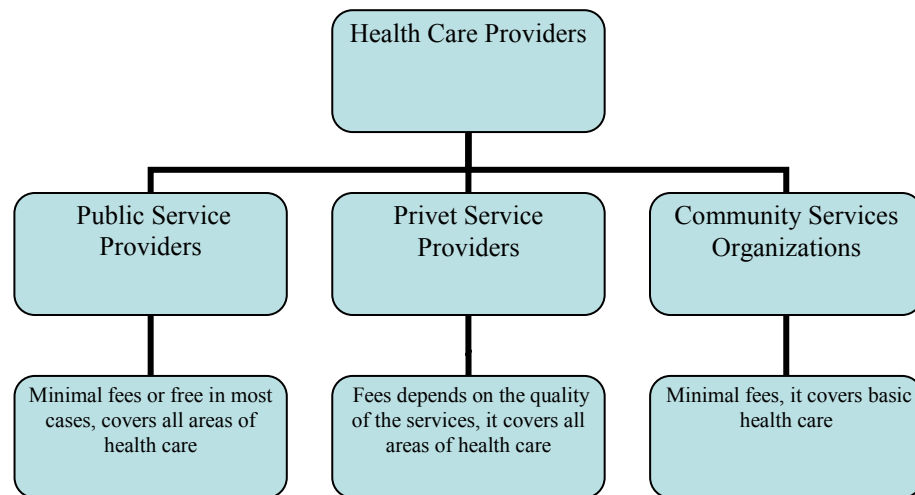 Health Care Providers
Public Service
Providers
Privet Service
Providers
Community Services
Organizations
Minimal fees or free in most
cases, covers all areas of
health care
Fees depends on the quality
of the services, it covers all
areas of health care
Minimal fees, it covers basic
health care